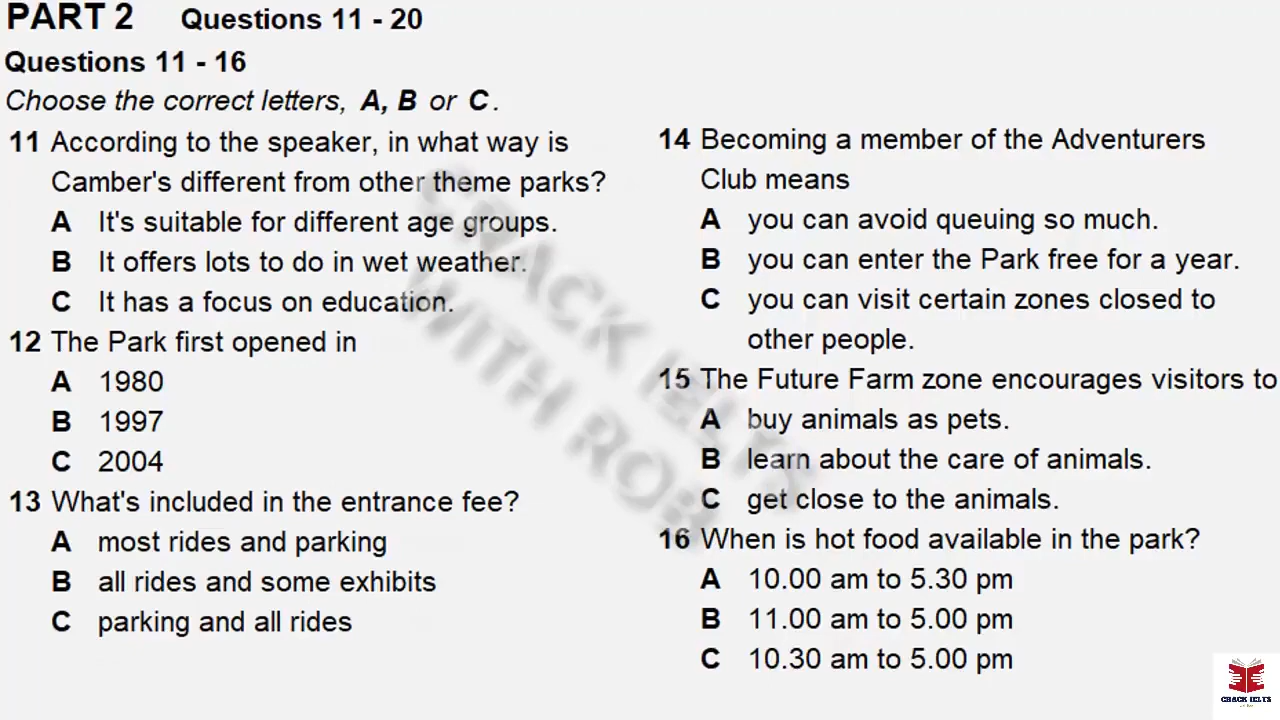 PART 2 Questions 11 - 20
Questions 11 - 16
Choose the correct letters, A, B or C.
11 According to the speaker, in what way is
Camber's different from other theme parks?
A It's suitable for different age groups.
B It offers lots to do in wet weather.
C It has a focus on education.
12 The Park first opened in
A 1980
B 1997
C 2004
13 What's included in the entrance fee?
A most rides and parking
B all rides and some exhibits
C parking and all rides
14 Becoming a member of the Adventurers
Club means
A you can avoid queuing so much.
B you can enter the Park free for a year.
C you can visit certain zones closed to
other people.
15 The Future Farm zone encourages visitors to
A buy animals as pets.
B learn about the care of animals.
C get close to the animals.
16 When is hot food available in the park?
A 10.00 am to 5.30 pm
B 11.00 am to 5.00 pm
C 10.30 am to 5.00 pm
CRACK IELTS
WITH ROB
CRACK IELTS